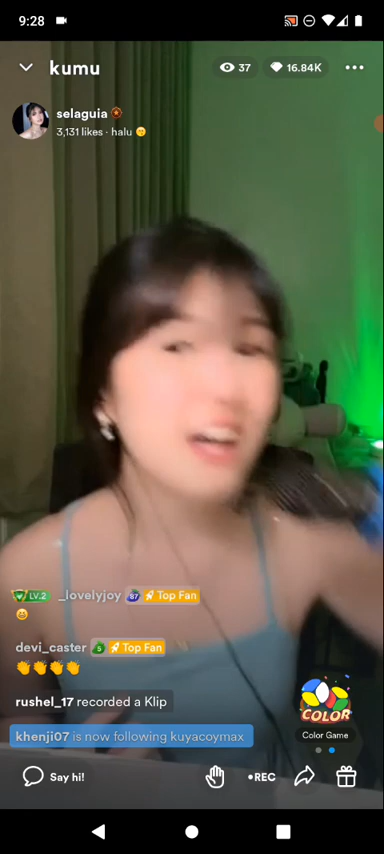 9:28
kumu
37
16.84K
selaguia
3,131 likes · halu 🤭
LV.2 _lovelyjoy 87 Top Fan
😆
devi_caster 5 Top Fan
👏👏👏👏
rushel_17 recorded a Klip
khenji07 is now following kuyacoymax
COLOR
Color Game
Say hi!
•REC